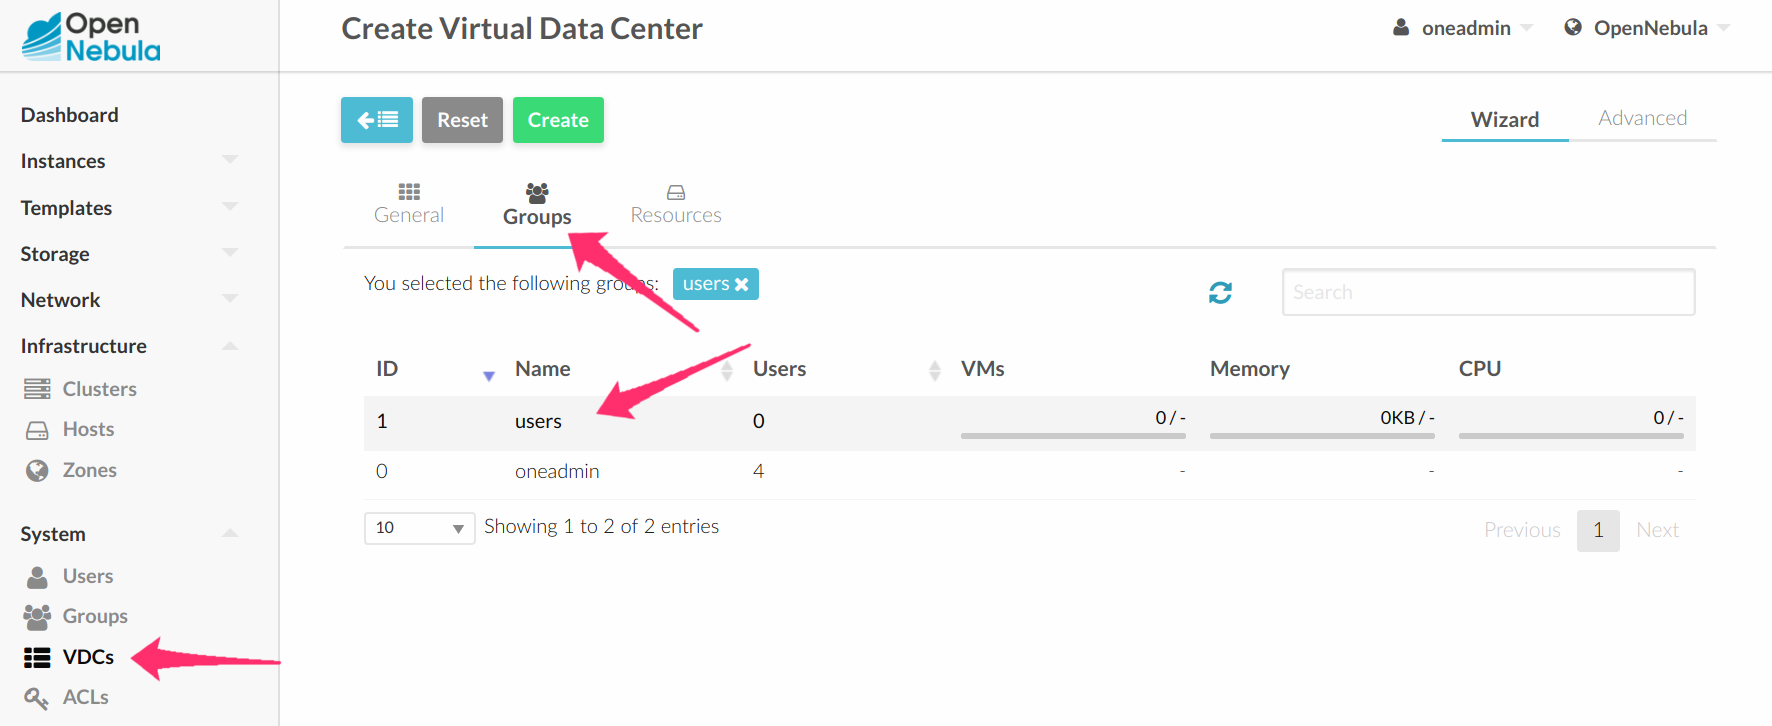 Open
Nebula
Create Virtual Data Center
oneadmin
OpenNebula
Dashboard
Instances
Templates
Storage
Network
Infrastructure
Clusters
Hosts
Zones
System
Users
Groups
VDCs
ACLs
Reset
Create
Wizard
Advanced
General
Groups
Resources
You selected the following groups: users
Search
ID Name Users VMs Memory CPU
1 users 0 0 / - 0KB / - 0 / -
0 oneadmin 4 - - -
10 Showing 1 to 2 of 2 entries
Previous 1 Next